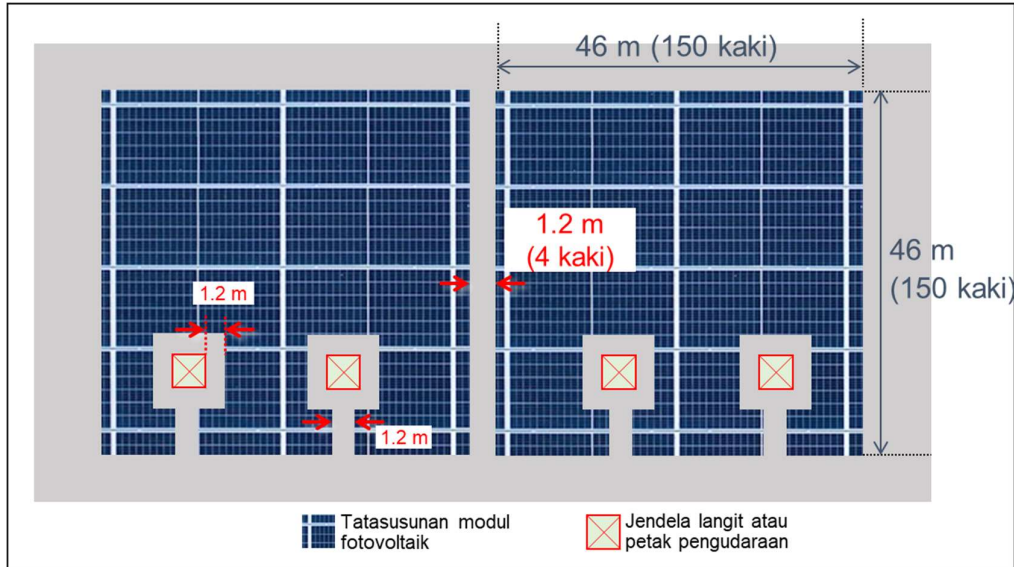 46 m (150 kaki)
1.2 m
(4 kaki)
46 m
(150 kaki)
1.2 m
1.2 m
Tatasusunan modul
fotovoltaik
Jendela langit atau
petak pengudaraan